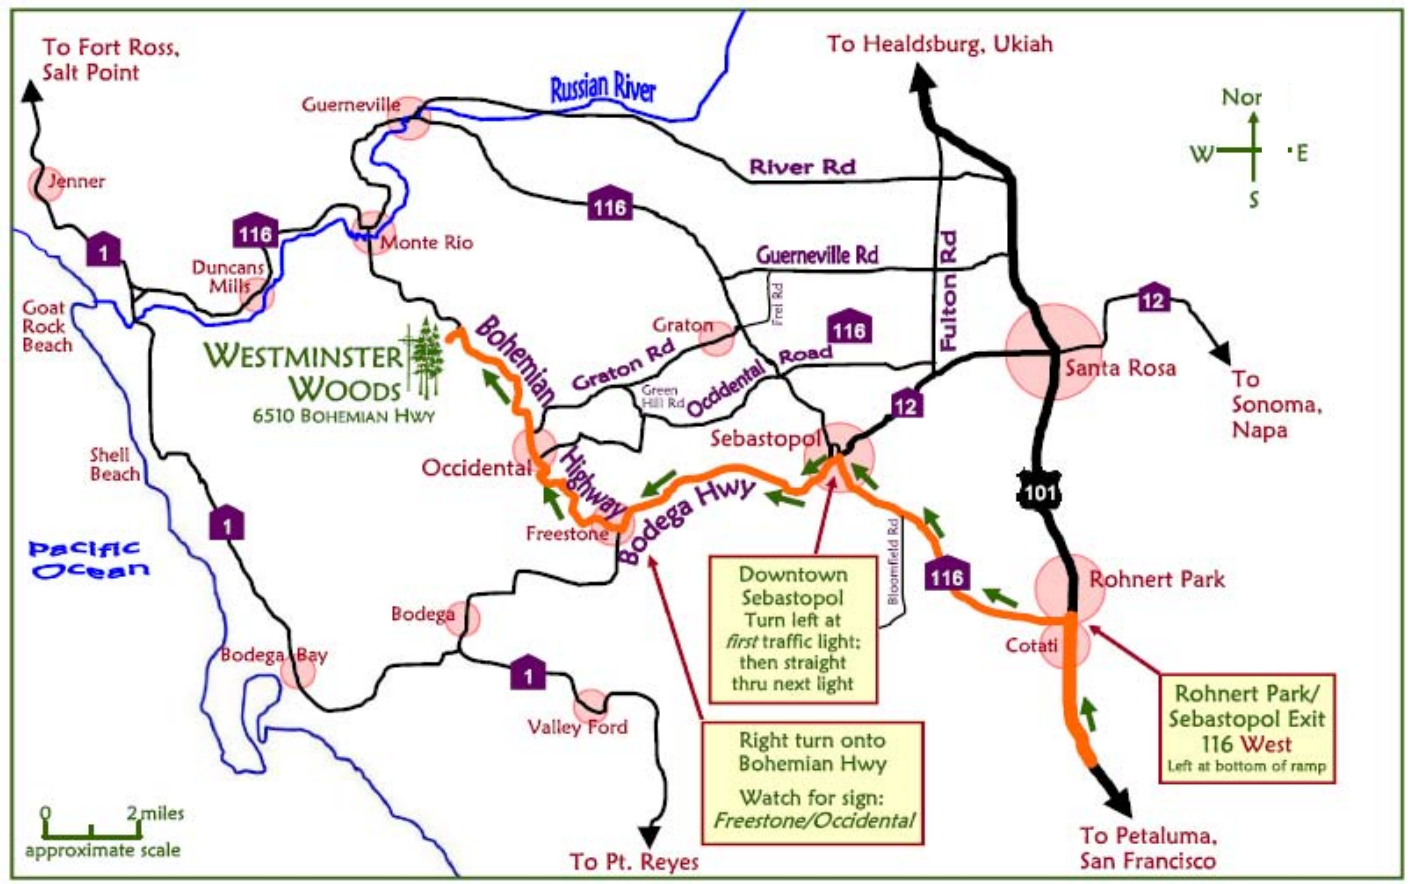 To Fort Ross,
Salt Point
To Healdsburg, Ukiah
Russian River
Guerneville
Nor
W
E
S
River Rd
Jenner
116
1
116
Monte Rio
Guerneville Rd
Fulton Rd
Duncans
Mills
Frei Rd
12
Goat
Rock
Beach
Graton
116
WESTMINSTER
WOODS
6510 BOHEMIAN HWY
Bohemian
Highway
Graton Rd
Green
Hill Rd
Occidental Road
Santa Rosa
To
Sonoma,
Napa
12
Sebastopol
Shell
Beach
Occidental
Bodega Hwy
101
1
Freestone
Pacific
Ocean
Bloomfield Rd
116
Rohnert Park
Downtown
Sebastopol
Turn left at
first traffic light;
then straight
thru next light
Bodega
Cotati
Bodega Bay
1
Valley Ford
Rohnert Park/
Sebastopol Exit
116 West
Left at bottom of ramp
Right turn onto
Bohemian Hwy
Watch for sign:
Freestone/Occidental
0 2 miles
approximate scale
To Pt. Reyes
To Petaluma,
San Francisco